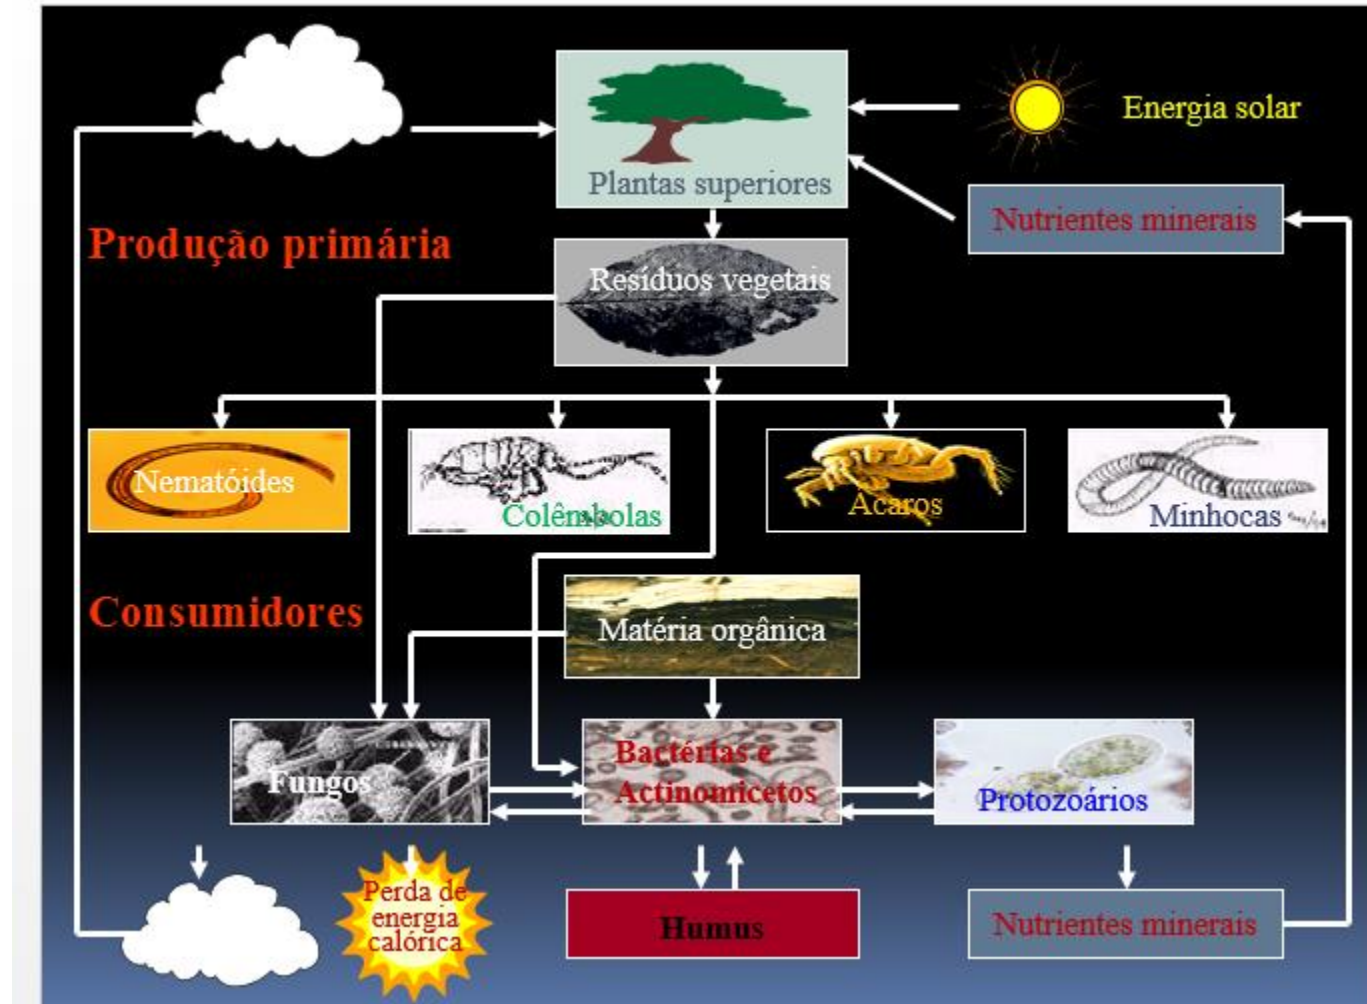 Energia solar
Plantas superiores
Nutrientes minerais
Produção primária
Resíduos vegetais
Nematóides
Colêmbolas
Acaros
Minhocas
Consumidores
Matéria orgânica
Fungos
Bactérias e
Actinomicetos
Protozoários
Perda de
energia
calórica
Humus
Nutrientes minerais